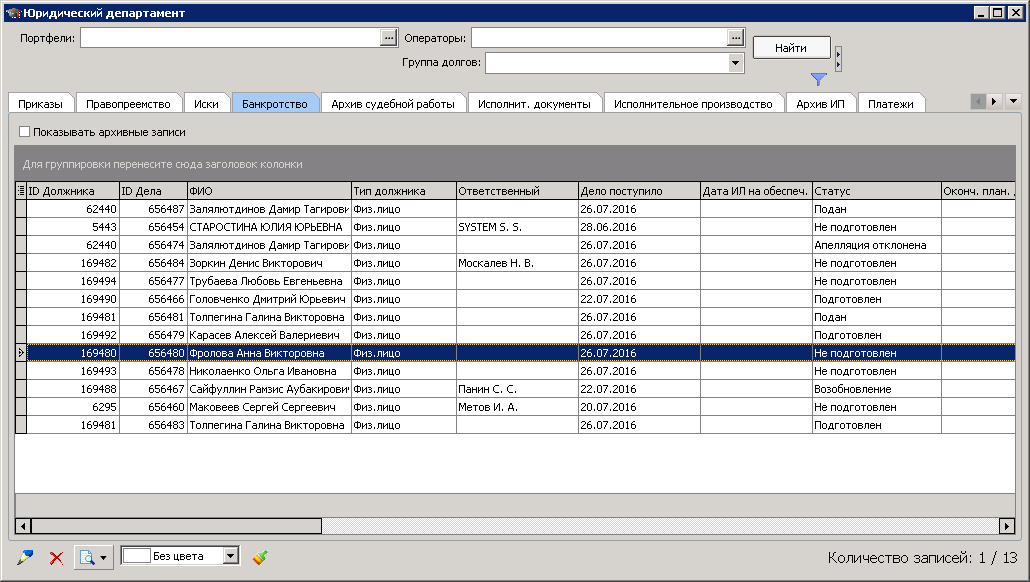 Юридический департамент
Портфели: ... Операторы: ... Найти
Группа долгов:
Приказы Правопреемство Иски Банкротство Архив судебной работы Исполнит. документы Исполнительное производство Архив ИП Платежи
Показывать архивные записи
Для группировки перенесите сюда заголовок колонки
ID Должника ID Дела ФИО Тип должника Ответственный Дело поступило Дата ИЛ на обеспеч. Статус Оконч. план.
62440 656487 Залялютдинов Дамир Тагирови Физ.лицо 26.07.2016 Подан
5443 656454 СТАРОСТИНА ЮЛИЯ ЮРЬЕВНА Физ.лицо SYSTEM S. S. 28.06.2016 Не подготовлен
62440 656474 Залялютдинов Дамир Тагирови Физ.лицо 26.07.2016 Апелляция отклонена
169482 656484 Зоркин Денис Викторович Физ.лицо Москалев Н. В. 26.07.2016 Не подготовлен
169494 656477 Трубаева Любовь Евгеньевна Физ.лицо 26.07.2016 Не подготовлен
169490 656466 Головченко Дмитрий Юрьевич Физ.лицо 22.07.2016 Подготовлен
169481 656481 Толпегина Галина Викторовна Физ.лицо 26.07.2016 Подан
169492 656479 Карасев Алексей Валериевич Физ.лицо 26.07.2016 Подготовлен
169480 656480 Фролова Анна Викторовна Физ.лицо 26.07.2016 Не подготовлен
169493 656478 Николаенко Ольга Ивановна Физ.лицо 26.07.2016 Не подготовлен
169488 656467 Сайфуллин Рамзис Аубакирович Физ.лицо Панин С. С. 22.07.2016 Возобновление
6295 656460 Маковеев Сергей Сергеевич Физ.лицо Метов И. А. 20.07.2016 Не подготовлен
169481 656483 Толпегина Галина Викторовна Физ.лицо 26.07.2016 Подготовлен
Без цвета Количество записей: 1 / 13